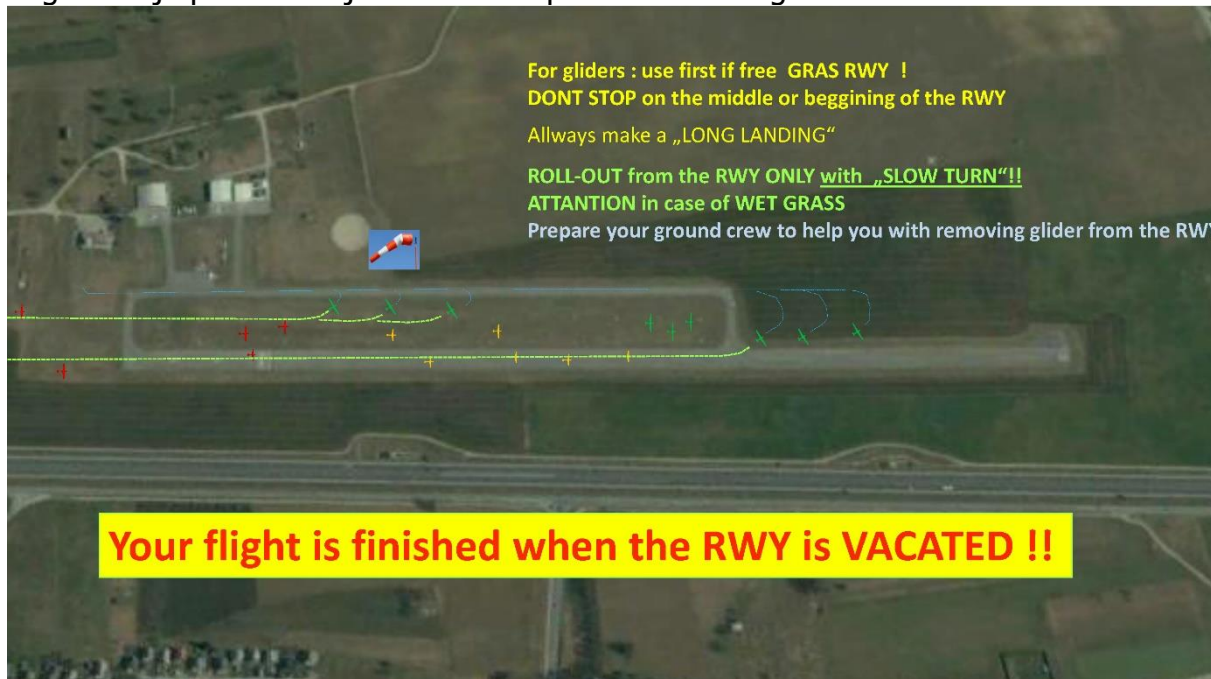 For gliders : use first if free GRAS RWY !
DONT STOP on the middle or beggining of the RWY
Allways make a „LONG LANDING“
ROLL-OUT from the RWY ONLY with „SLOW TURN“!!
ATTANTION in case of WET GRASS
Prepare your ground crew to help you with removing glider from the RWY
Your flight is finished when the RWY is VACATED !!